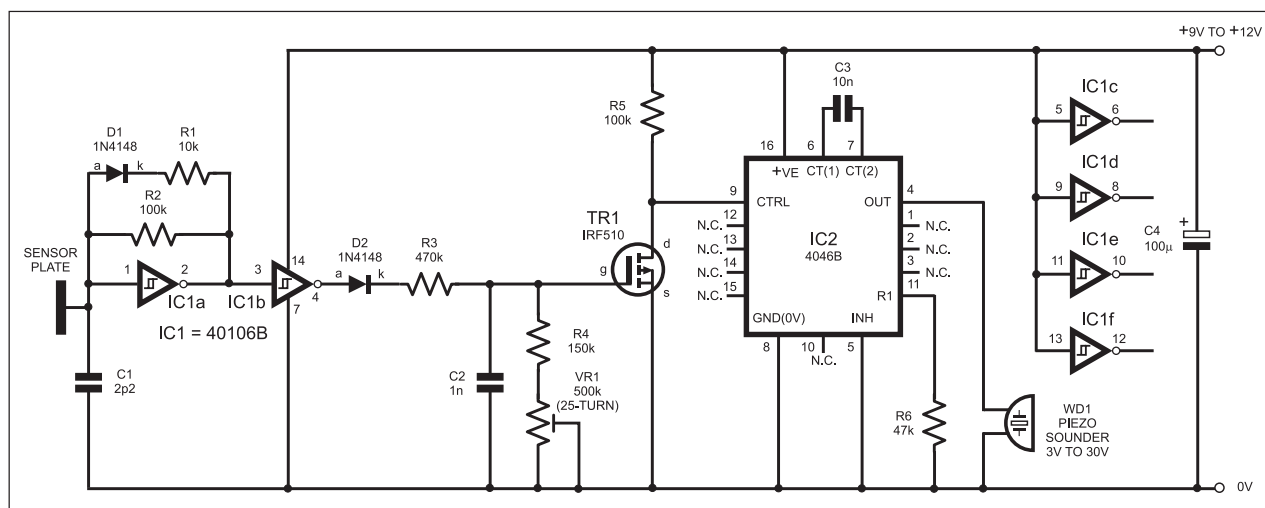 +9V TO +12V
D1
1N4148
a
k
R1
10k
R2
100k
SENSOR
PLATE
1
2
IC1a
3
IC1b
14
4
7
IC1 = 40106B
C1
2p2
D2
1N4148
a
k
R3
470k
C2
1n
R4
150k
VR1
500k
(25-TURN)
R5
100k
TR1
IRF510
d
g
s
C3
10n
16
6
7
+VE
CT(1)
CT(2)
9
CTRL
OUT
4
12
N.C.
13
N.C.
14
N.C.
15
N.C.
IC2
4046B
1
N.C.
2
N.C.
3
N.C.
11
R1
GND(0V)
INH
8
10
N.C.
5
R6
47k
WD1
PIEZO
SOUNDER
3V TO 30V
IC1c
5
6
IC1d
9
8
IC1e
11
10
IC1f
13
12
+
C4
100μ
0V